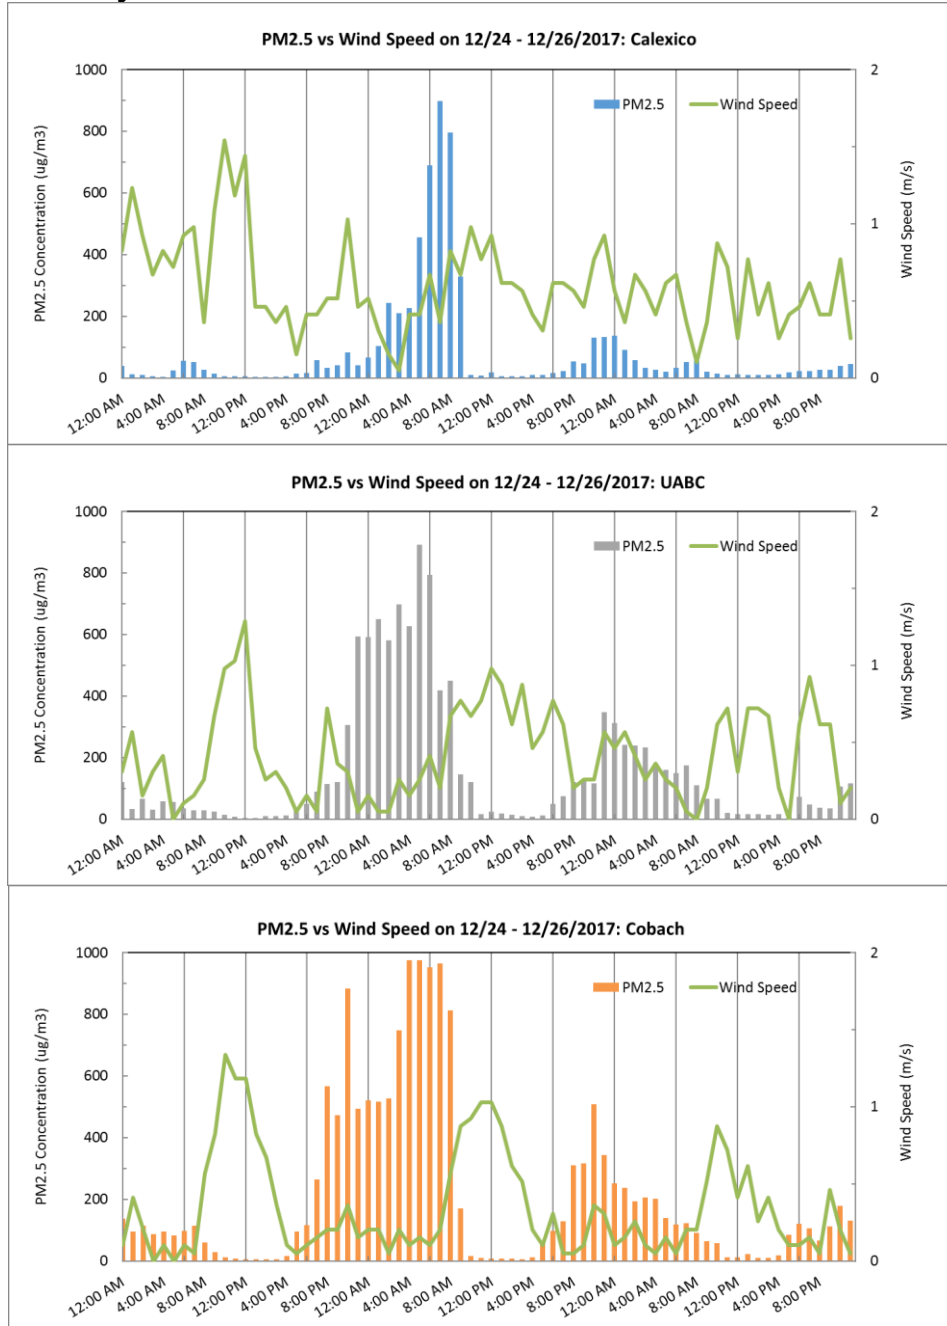 PM2.5 vs Wind Speed on 12/24 - 12/26/2017: Calexico
1000
800
600
400
200
0
PM2.5 Concentration (ug/m3)
PM2.5
Wind Speed
2
1
0
Wind Speed (m/s)
12:00 AM
4:00 AM
8:00 AM
12:00 PM
4:00 PM
8:00 PM
12:00 AM
4:00 AM
8:00 AM
12:00 PM
4:00 PM
8:00 PM
12:00 AM
4:00 AM
8:00 AM
12:00 PM
4:00 PM
8:00 PM
PM2.5 vs Wind Speed on 12/24 - 12/26/2017: UABC
1000
800
600
400
200
0
PM2.5 Concentration (ug/m3)
PM2.5
Wind Speed
2
1
0
Wind Speed (m/s)
12:00 AM
4:00 AM
8:00 AM
12:00 PM
4:00 PM
8:00 PM
12:00 AM
4:00 AM
8:00 AM
12:00 PM
4:00 PM
8:00 PM
12:00 AM
4:00 AM
8:00 AM
12:00 PM
4:00 PM
8:00 PM
PM2.5 vs Wind Speed on 12/24 - 12/26/2017: Cobach
1000
800
600
400
200
0
PM2.5 Concentration (ug/m3)
PM2.5
Wind Speed
2
1
0
Wind Speed (m/s)
12:00 AM
4:00 AM
8:00 AM
12:00 PM
4:00 PM
8:00 PM
12:00 AM
4:00 AM
8:00 AM
12:00 PM
4:00 PM
8:00 PM
12:00 AM
4:00 AM
8:00 AM
12:00 PM
4:00 PM
8:00 PM